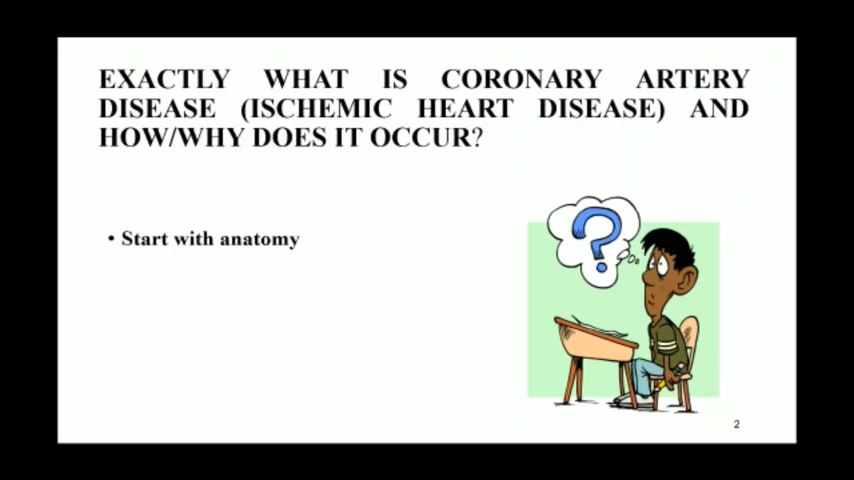 EXACTLY WHAT IS CORONARY ARTERY
DISEASE (ISCHEMIC HEART DISEASE) AND
HOW/WHY DOES IT OCCUR?
• Start with anatomy
?
2